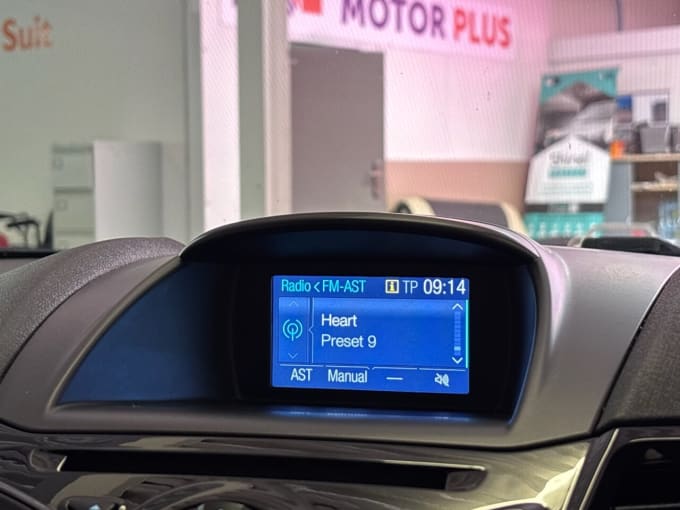 Suit
MOTOR PLUS
Radio < FM-AST i TP 09:14
Heart
Preset 9
AST Manual —